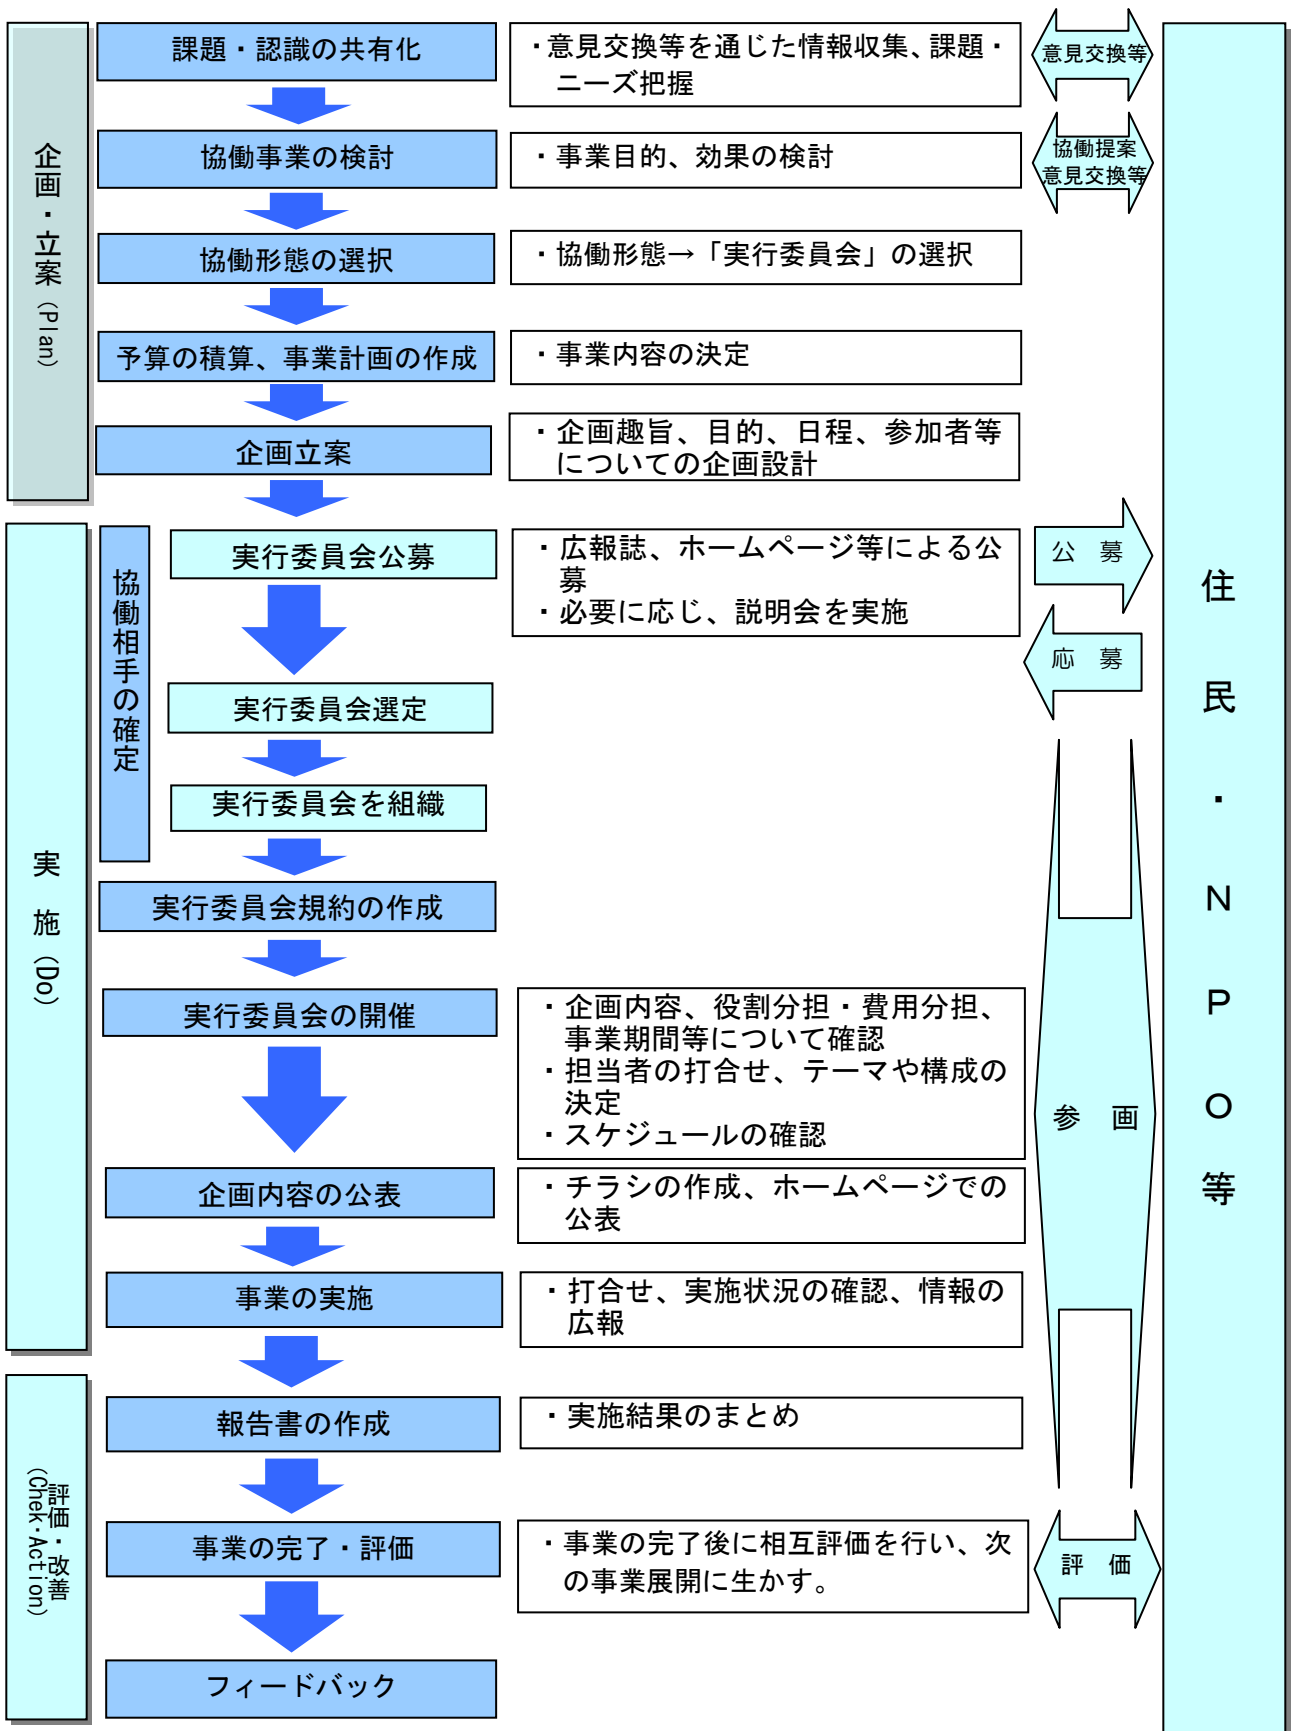 企画・立案(Plan)
課題・認識の共有化
・意見交換等を通じた情報収集、課題・
ニーズ把握
意見交換等
協働事業の検討
・事業目的、効果の検討
協働提案
意見交換等
協働形態の選択
・協働形態→「実行委員会」の選択
予算の積算、事業計画の作成
・事業内容の決定
企画立案
・企画趣旨、目的、日程、参加者等
についての企画設計
実 施(Do)
協働相手の確定
実行委員会公募
・広報誌、ホームページ等による公
募
・必要に応じ、説明会を実施
公 募
応 募
実行委員会選定
実行委員会を組織
実行委員会規約の作成
実行委員会の開催
・企画内容、役割分担・費用分担、
事業期間等について確認
・担当者の打合せ、テーマや構成の
決定
・スケジュールの確認
参 画
企画内容の公表
・チラシの作成、ホームページでの
公表
事業の実施
・打合せ、実施状況の確認、情報の
広報
評価・改善
(Chek・Action)
報告書の作成
・実施結果のまとめ
事業の完了・評価
・事業の完了後に相互評価を行い、次
の事業展開に生かす。
評 価
フィードバック
住民・NPO等